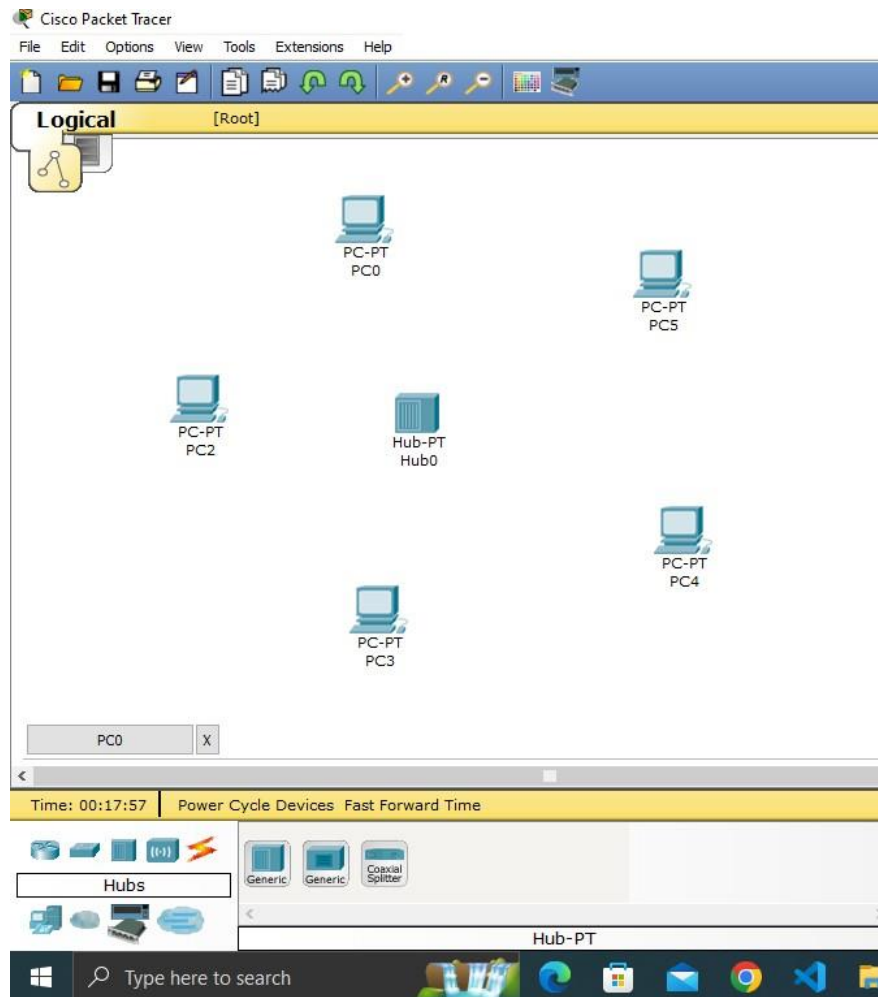 Cisco Packet Tracer
File Edit Options View Tools Extensions Help
Logical [Root]
PC-PT
PC0
PC-PT
PC5
PC-PT
PC2
Hub-PT
Hub0
PC-PT
PC4
PC-PT
PC3
PC0 X
Time: 00:17:57 Power Cycle Devices Fast Forward Time
Generic Generic Coaxial Splitter
Hubs
Hub-PT
Type here to search